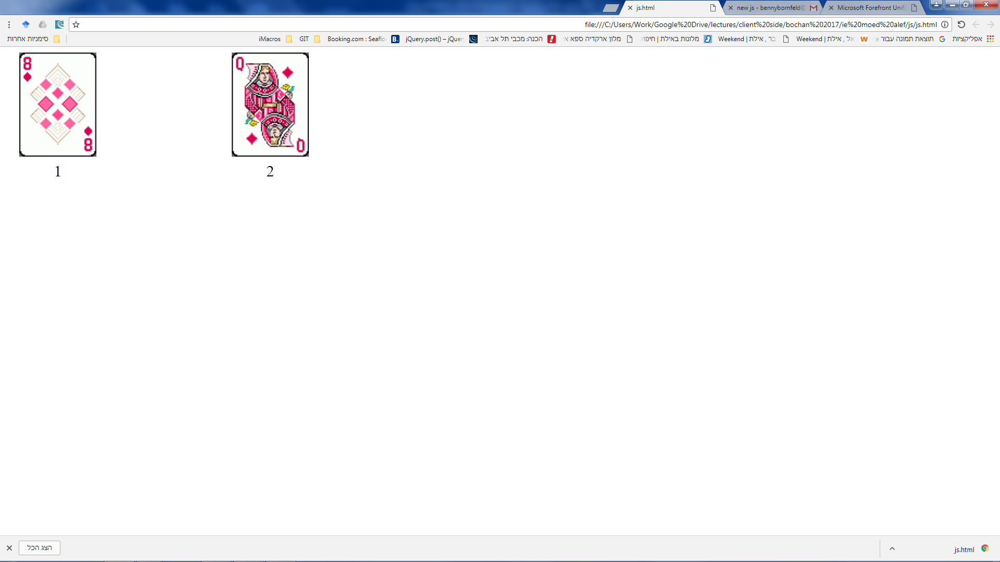 js.html
new js - bennybornfeld@
Microsoft Forefront Unifi
file:///C:/Users/Work/Google%20Drive/lectures/client%20side/bochan%202017/ie%20moed%20alef/js/js.html
אפליקציות
תוצאת תמונה עבור e
Weekend | אל , אילת
Weekend | בר , אילת
מלונות באילת | חיפוש
מלון ארקדיה ספא א
הכנה: מכבי תל אביב
jQuery.post() – jQuer
Booking.com : Seaflo
GIT
iMacros
סימניות אחרות
8
8
Q
Q
1
2
הצג הכל
js.html